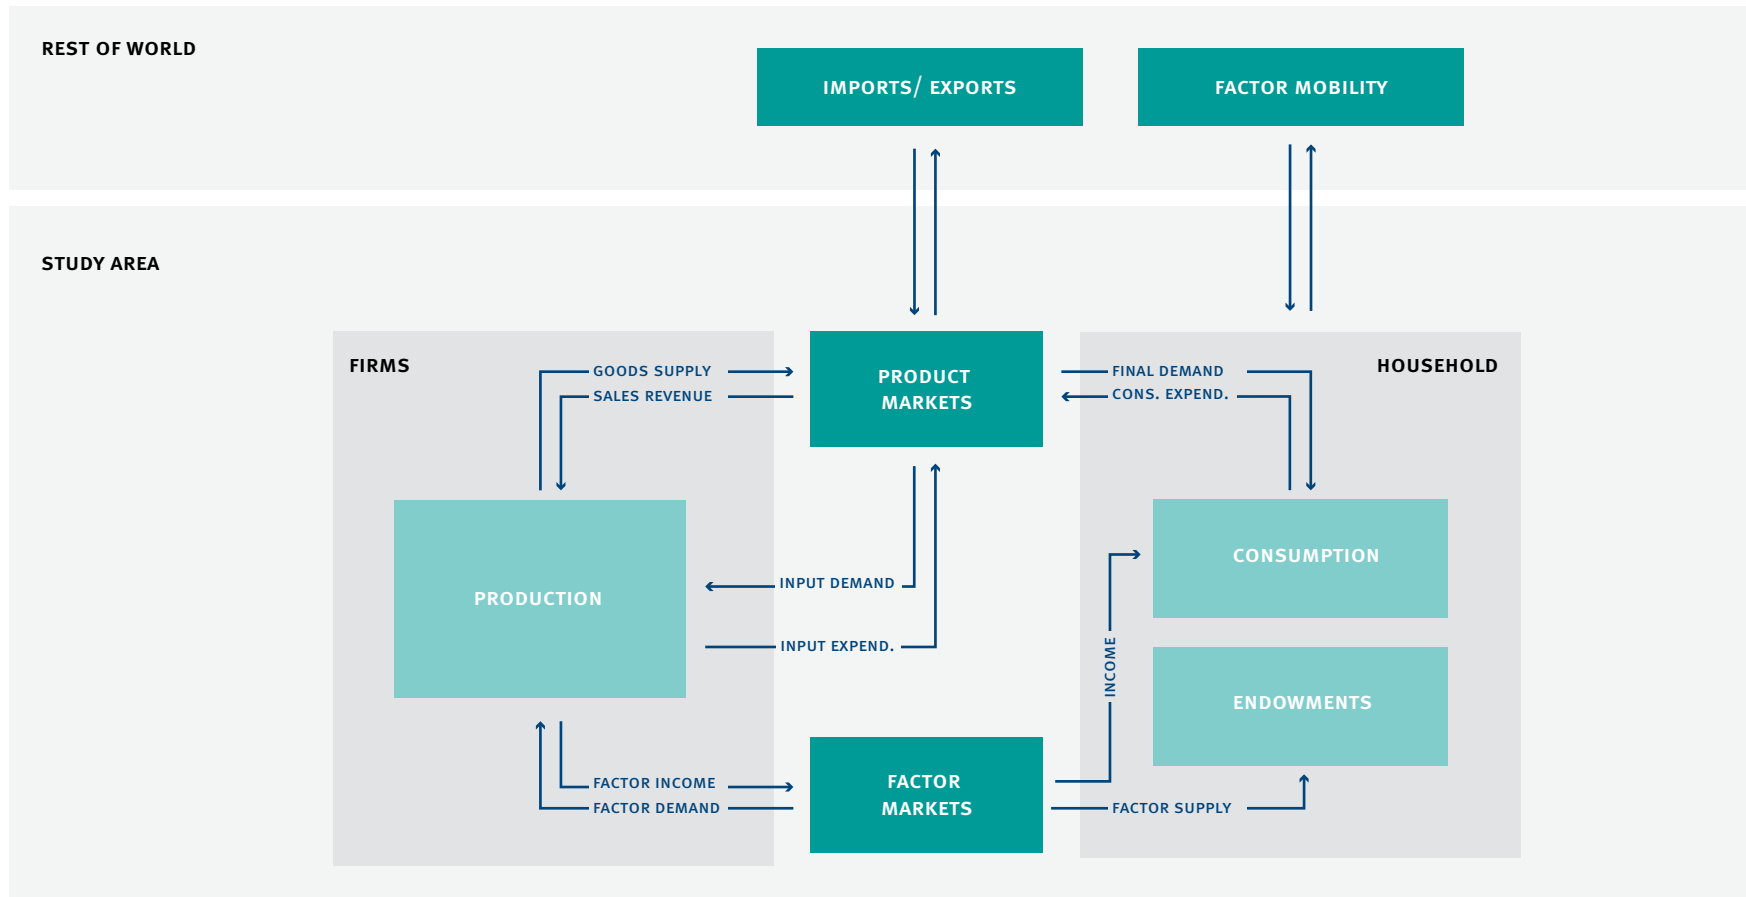 REST OF WORLD
IMPORTS/ EXPORTS
FACTOR MOBILITY
STUDY AREA
FIRMS
GOODS SUPPLY
SALES REVENUE
PRODUCT
MARKETS
FINAL DEMAND
CONS. EXPEND.
HOUSEHOLD
PRODUCTION
INPUT DEMAND
INPUT EXPEND.
CONSUMPTION
INCOME
ENDOWMENTS
FACTOR INCOME
FACTOR DEMAND
FACTOR
MARKETS
FACTOR SUPPLY